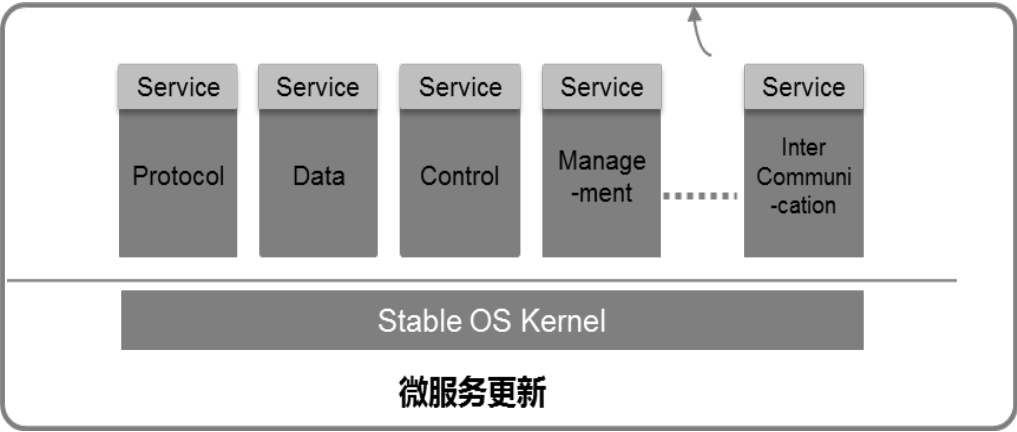 Service
Service
Service
Service
Service
Protocol
Data
Control
Manage
-ment
Inter
Communi
-cation
Stable OS Kernel
微服务更新